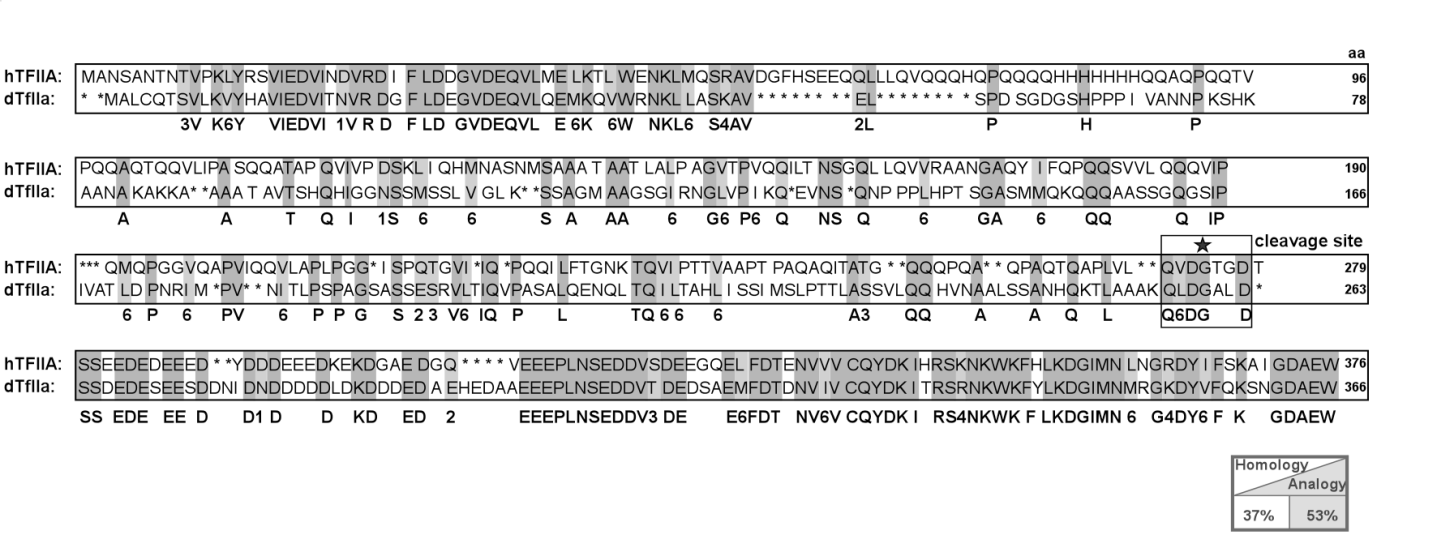 aa
hTFIIA: MANSANTNTVPKLYRSVIEDVINDVRD I F LDDGVDEQVLME LKTL WENKLMQSRAVDGFHSEEQQLLLQVQQQHQPQQQQHHHHHHHQQAQPQQTV 96
dTfIIa: * *MALCQTSVLKVYHAVIEDVITNVR DG F LDEGVDEQVLQEMKQVWRNKL LASKAV * * * * * * * ** EL* * * * * * * * SPD SGDGSHPPP I VANNP KSHK 78
3V K6Y VIEDVI 1V R D F LD GVDEQVL E 6K 6W NKL6 S4AV 2L P H P
hTFIIA: PQQAQTQQVLIPA SQQATAP QVIVP DSKL I QHMNASNMSAAA T AAT LALP AGVTPVQQILT NSGQL LQVVRAANGAQY I FQPQQSVVL QQQVIP 190
dTfIIa: AANA KAKKA* *AAA T AVTSHQHIGGNSSMSSL V GL K* *SSAGM AAGSGI RNGLVP I KQ*EVNS *QNP PPLHPT SGASMMQKQQQAASSGQGSIP 166
A A T Q I 1S 6 6 S A AA 6 G6 P6 Q NS Q 6 GA 6 QQ Q IP
cleavage site
hTFIIA: *** QMQPGGVQAPVIQQVLAPLPGG* I SPQTGVI *IQ *PQQI LFTGNK TQVI PTTVAAPT PAQAQITATG * *QQQPQA* * QPAQTQAPLVL * * QVDGTGD T 279
dTfIIa: IVAT LD PNRI M *PV* * NI TLPSPAGSASSESRVLTIQVPASALQENQLTQ I LTAHLI SSI MSLPTTLASSVLQQ HVNAALSSANHQKTLAAAK QLDGAL D * 263
6 P 6 PV 6 P P G S 2 3 V6 IQ P L TQ 6 6 6 A3 QQ A A Q L Q6DG D
hTFIIA: SSEEDEDEEED * *YDDDEEEDKEKDGAE DGQ * * * * VEEEPLNSEDDVSDEEGQEL FDTENVVV CQYDK IHRSKNKWKFHLKDGIMNLNGRDY I FSKA I GDAEW 376
dTfIIa: SSDEDESEESDDNI DNDDDDDLDKDDDED A EHEDAAEEEPLNSEDDVT DEDSAEMFDTDNV IV CQYDK I TRSRNKWKFYLKDGIMNMRGKDYVFQKSNGDAEW 366
SS EDE EE D D1 D D KD ED 2 EEEPLNSEDDV3 DE E6FDT NV6V CQYDK I RS4NKWK F LKDGIMN 6 G4DY6 F K GDAEW
Homology
Analogy
37% 53%